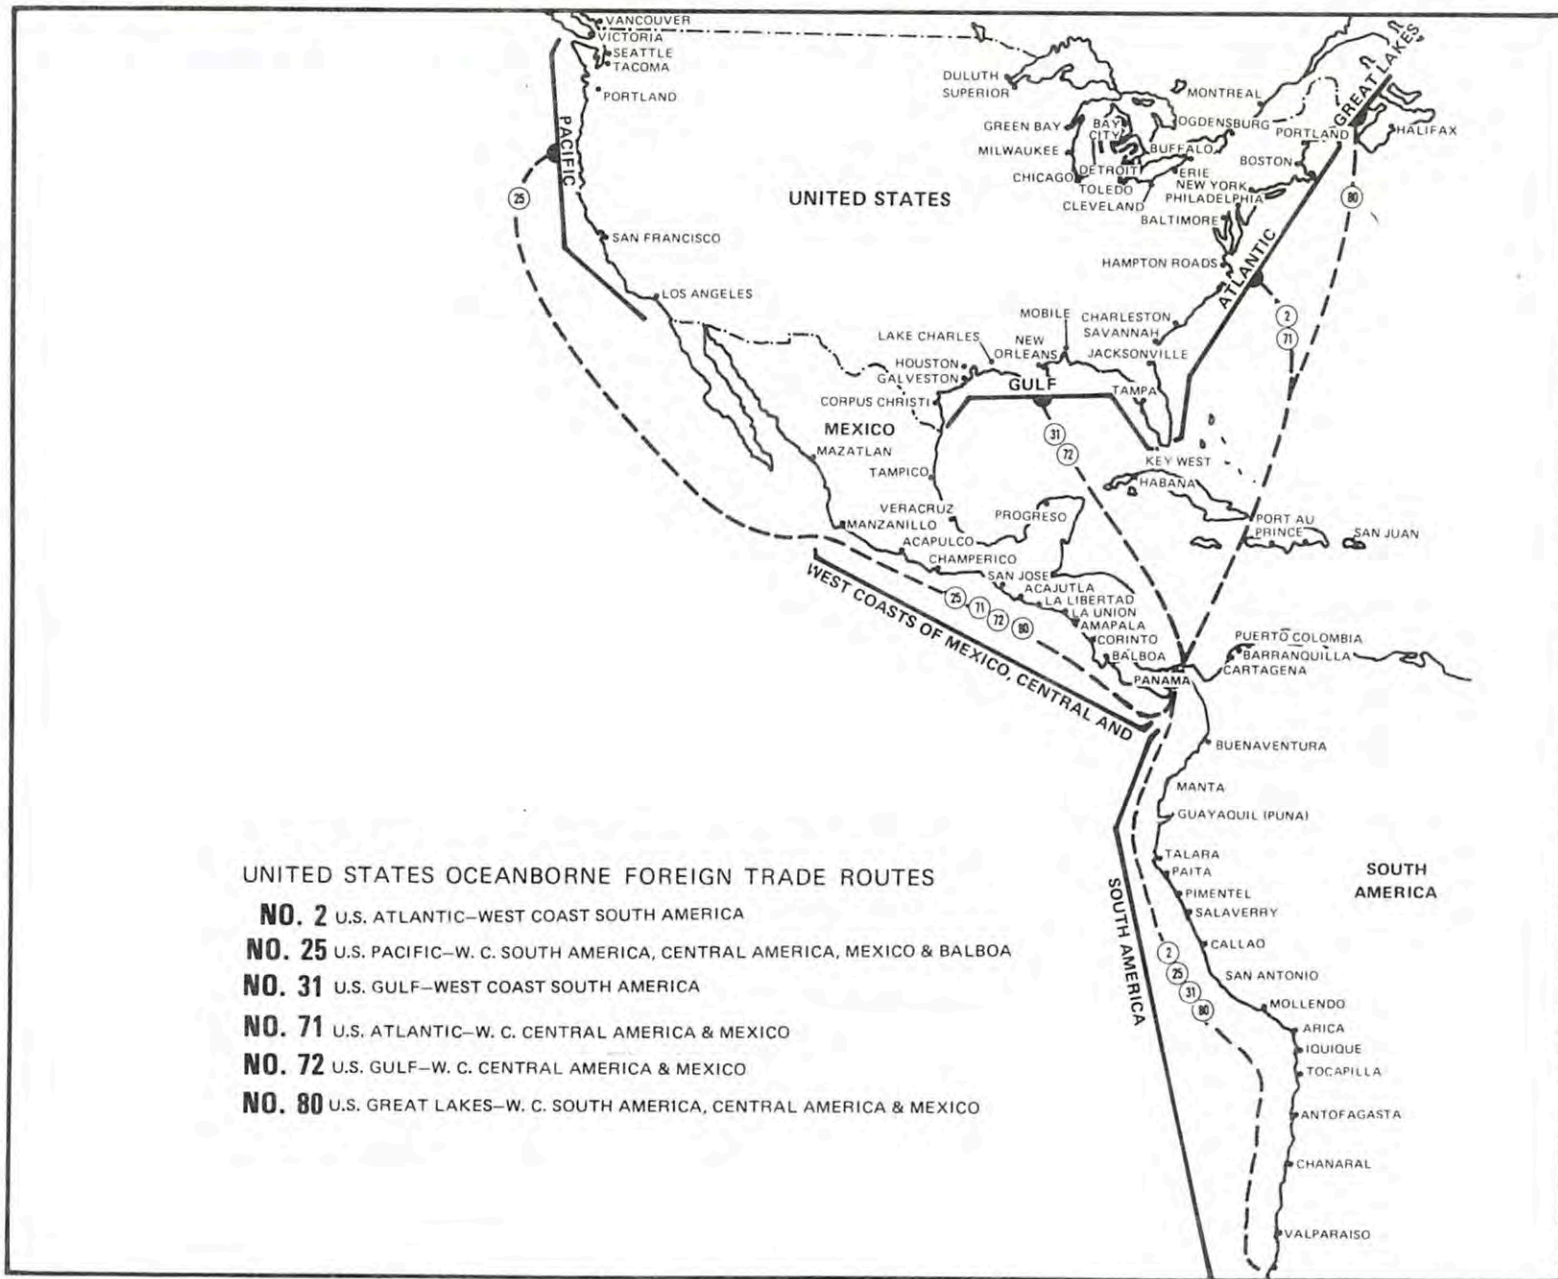 VANCOUVER
VICTORIA
SEATTLE
TACOMA
PORTLAND
PACIFIC
25
SAN FRANCISCO
LOS ANGELES
UNITED STATES
DULUTH
SUPERIOR
GREEN BAY
MILWAUKEE
CHICAGO
BAY
CITY
DETROIT
TOLEDO
CLEVELAND
MONTREAL
OGDENSBURG
BUFFALO
ERIE
PORTLAND
BOSTON
NEW YORK
PHILADELPHIA
BALTIMORE
HAMPTON ROADS
GREAT LAKES
HALIFAX
80
ATLANTIC
2
71
MOBILE
CHARLESTON
SAVANNAH
LAKE CHARLES
NEW
ORLEANS
JACKSONVILLE
HOUSTON
GALVESTON
GULF
TAMPA
CORPUS CHRISTI
MEXICO
31
72
MAZATLAN
TAMPICO
KEY WEST
HABANA
VERACRUZ
PROGRESO
MANZANILLO
ACAPULCO
PORT AU
PRINCE
SAN JUAN
CHAMPERICO
SAN JOSE
ACAJUTLA
LA LIBERTAD
LA UNION
AMAPALA
CORINTO
BALBOA
PANAMA
25
71
72
80
WEST COASTS OF MEXICO, CENTRAL AND
PUERTO COLOMBIA
BARRANQUILLA
CARTAGENA
BUENAVENTURA
MANTA
GUAYAQUIL (PUNA)
TALARA
PAITA
PIMENTEL
SALAVERRY
CALLAO
SAN ANTONIO
MOLLENDO
ARICA
IQUIQUE
TOCAPILLA
ANTOFAGASTA
CHANARAL
VALPARAISO
SOUTH
AMERICA
SOUTH AMERICA
2
25
31
80
UNITED STATES OCEANBORNE FOREIGN TRADE ROUTES
NO. 2 U.S. ATLANTIC–WEST COAST SOUTH AMERICA
NO. 25 U.S. PACIFIC–W. C. SOUTH AMERICA, CENTRAL AMERICA, MEXICO & BALBOA
NO. 31 U.S. GULF–WEST COAST SOUTH AMERICA
NO. 71 U.S. ATLANTIC–W. C. CENTRAL AMERICA & MEXICO
NO. 72 U.S. GULF–W. C. CENTRAL AMERICA & MEXICO
NO. 80 U.S. GREAT LAKES–W. C. SOUTH AMERICA, CENTRAL AMERICA & MEXICO